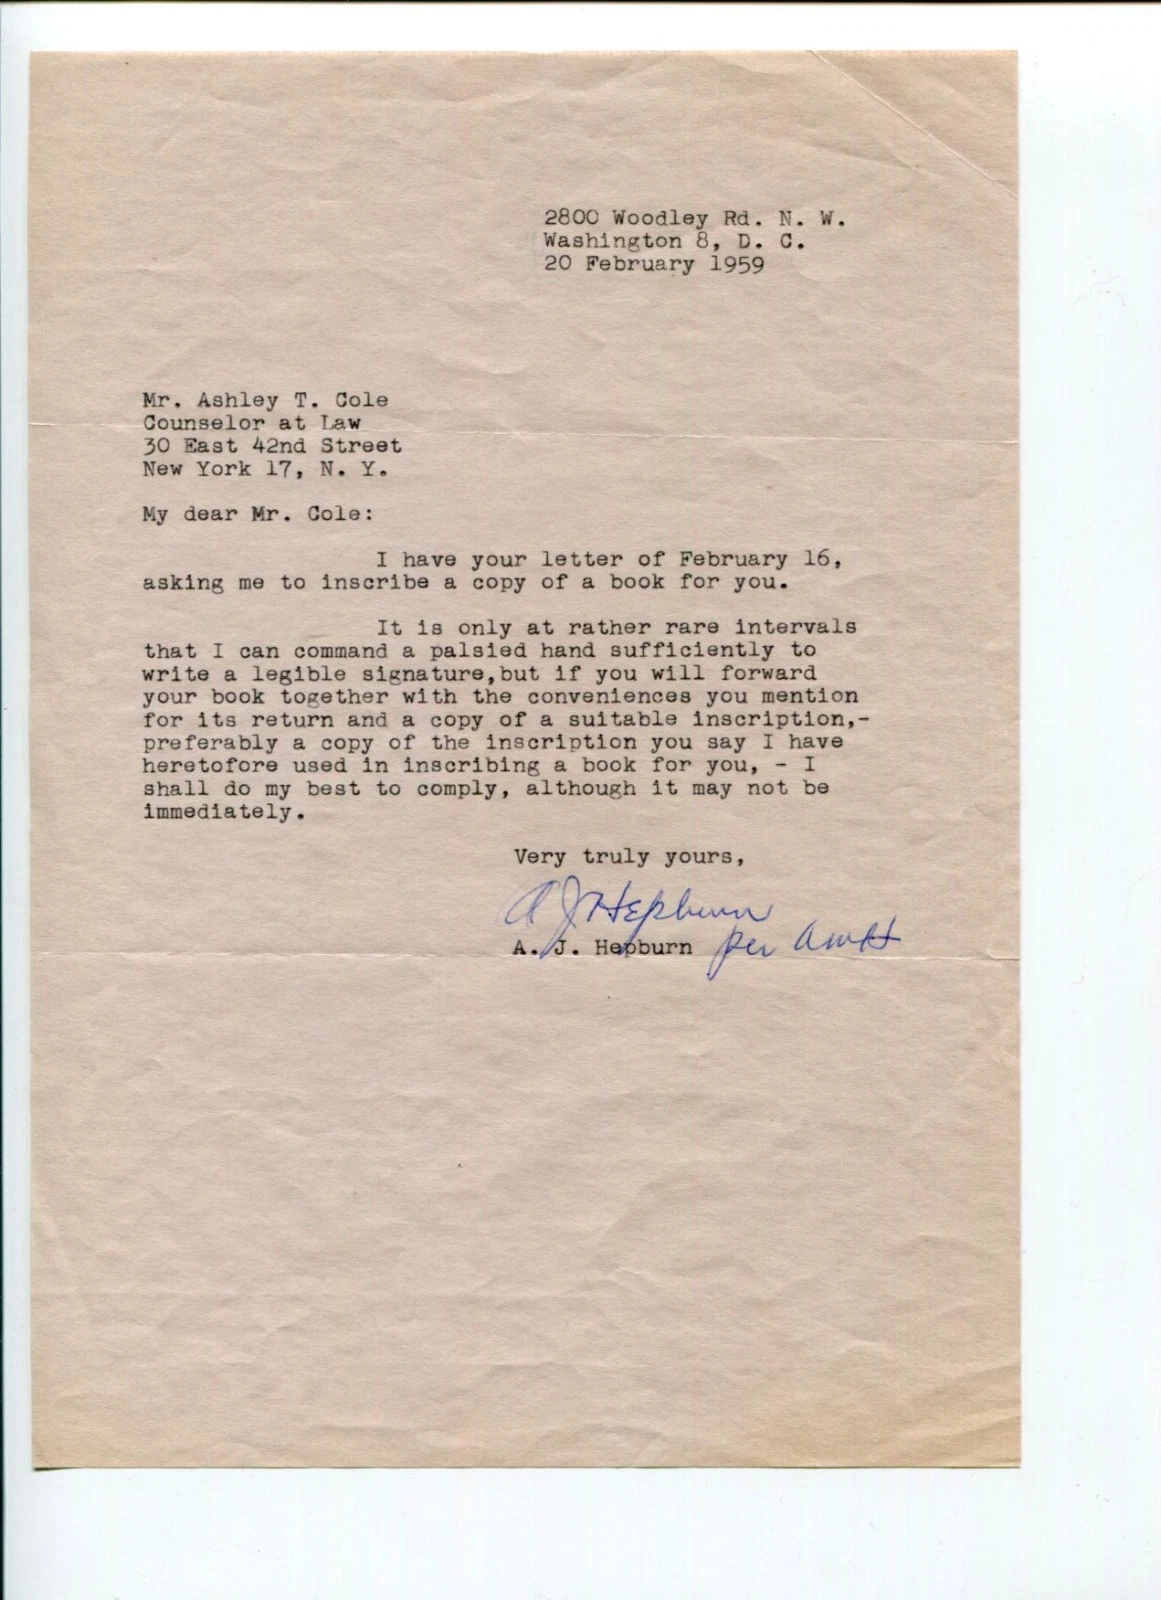 2800 Woodley Rd. N. W.
Washington 8, D. C.
20 February 1959
Mr. Ashley T. Cole
Counselor at Law
30 East 42nd Street
New York 17, N. Y.
My dear Mr. Cole:
I have your letter of February 16,
asking me to inscribe a copy of a book for you.
It is only at rather rare intervals
that I can command a palsied hand sufficiently to
write a legible signature,but if you will forward
your book together with the conveniences you mention
for its return and a copy of a suitable inscription,-
preferably a copy of the inscription you say I have
heretofore used in inscribing a book for you, - I
shall do my best to comply, although it may not be
immediately.
Very truly yours,
A J Hepburn
A. J. Hepburn per AWH